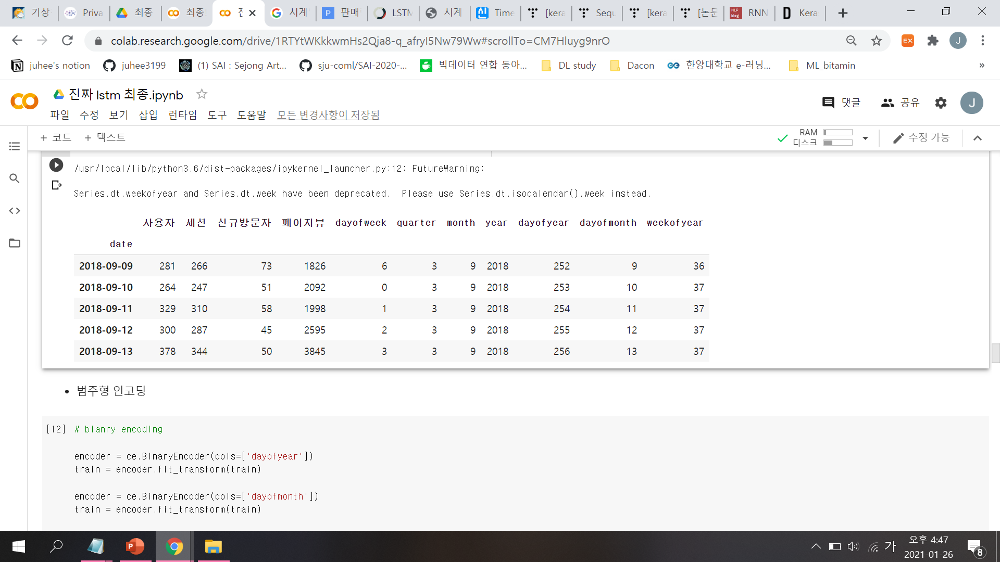 기상
Priva
최종
최종
진
시계
판매
LSTM
시계
Time
[kera
Sequ
[kera
[논문
RNN
Kera
colab.research.google.com/drive/1RTYtWKkkwmHs2Qja8-q_afryI5Nw79Ww#scrollTo=CM7Hluyg9nrO
EX
J
juhee's notion
juhee3199
(1) SAI : Sejong Art...
sju-coml/SAI-2020-...
빅데이터 연합 동아...
DL study
Dacon
한양대학교 e-러닝...
ML_bitamin
»
진짜 lstm 최종.ipynb
댓글
공유
J
파일 수정 보기 삽입 런타임 도구 도움말 모든 변경사항이 저장됨
+ 코드 + 텍스트
RAM
디스크
수정 가능
/usr/local/lib/python3.6/dist-packages/ipykernel_launcher.py:12: FutureWarning:
Series.dt.weekofyear and Series.dt.week have been deprecated.  Please use Series.dt.isocalendar().week instead.
사용자 세션 신규방문자 페이지뷰 dayofweek quarter month year dayofyear dayofmonth weekofyear
date
2018-09-09 281 266 73 1826 6 3 9 2018 252 9 36
2018-09-10 264 247 51 2092 0 3 9 2018 253 10 37
2018-09-11 329 310 58 1998 1 3 9 2018 254 11 37
2018-09-12 300 287 45 2595 2 3 9 2018 255 12 37
2018-09-13 378 344 50 3845 3 3 9 2018 256 13 37
• 범주형 인코딩
[12] # bianry encoding
encoder = ce.BinaryEncoder(cols=['dayofyear'])
train = encoder.fit_transform(train)
encoder = ce.BinaryEncoder(cols=['dayofmonth'])
train = encoder.fit_transform(train)
가
오후 4:47
2021-01-26
8